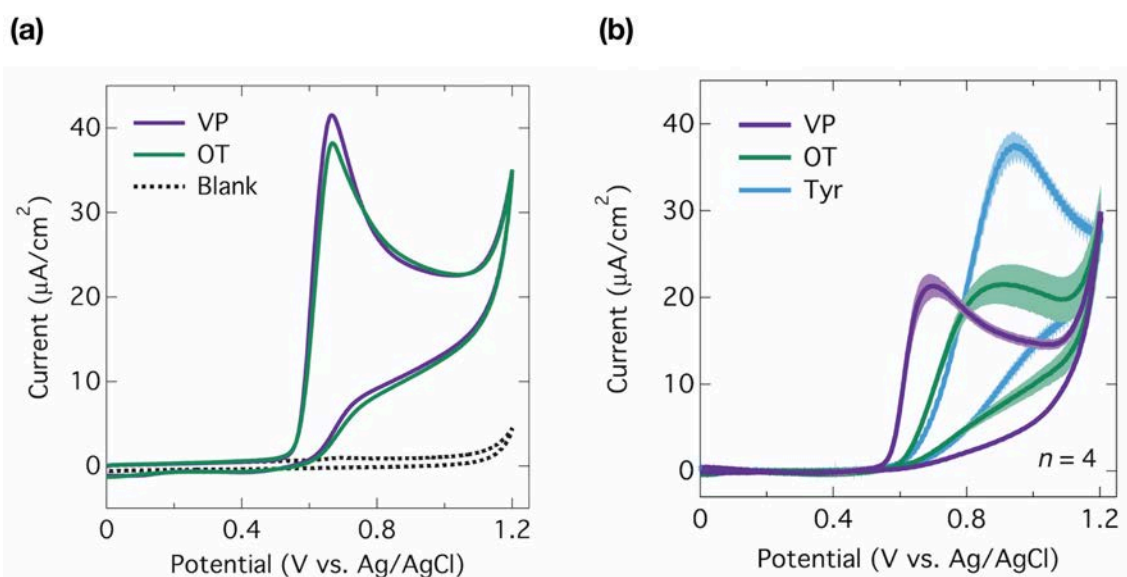 (a)
(b)
VP
OT
Blank
40
30
20
10
0
Current (μA/cm²)
0
0.4
0.8
1.2
Potential (V vs. Ag/AgCl)
VP
OT
Tyr
40
30
20
10
0
Current (μA/cm²)
n = 4
0
0.4
0.8
1.2
Potential (V vs. Ag/AgCl)